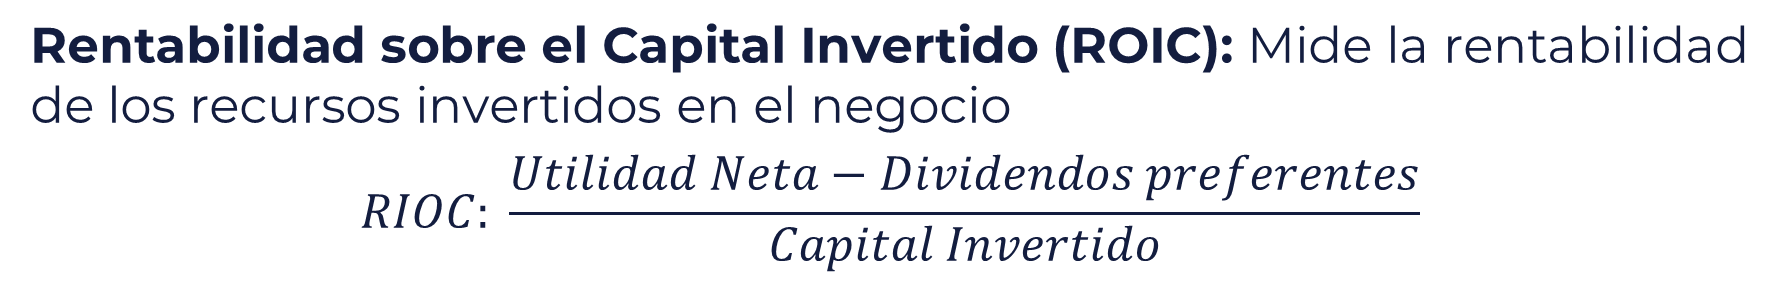 Rentabilidad sobre el Capital Invertido (ROIC): Mide la rentabilidad
de los recursos invertidos en el negocio
Utilidad Neta − Dividendos preferentes
RIOC:
Capital Invertido